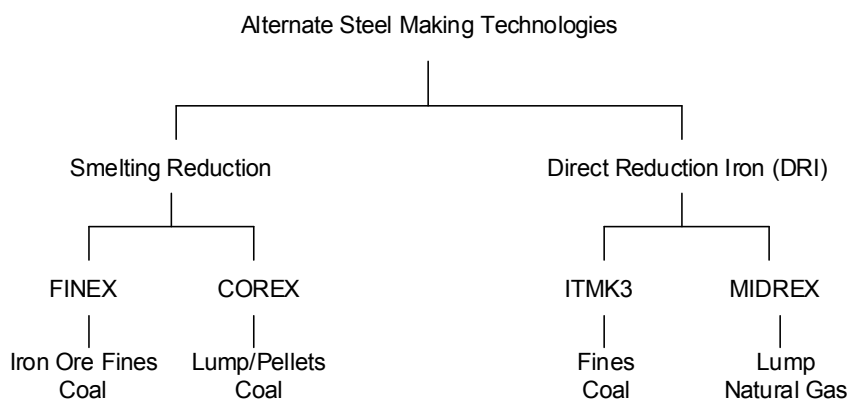 Alternate Steel Making Technologies
Smelting Reduction
Direct Reduction Iron (DRI)
FINEX
COREX
ITMK3
MIDREX
Iron Ore Fines
Coal
Lump/Pellets
Coal
Fines
Coal
Lump
Natural Gas